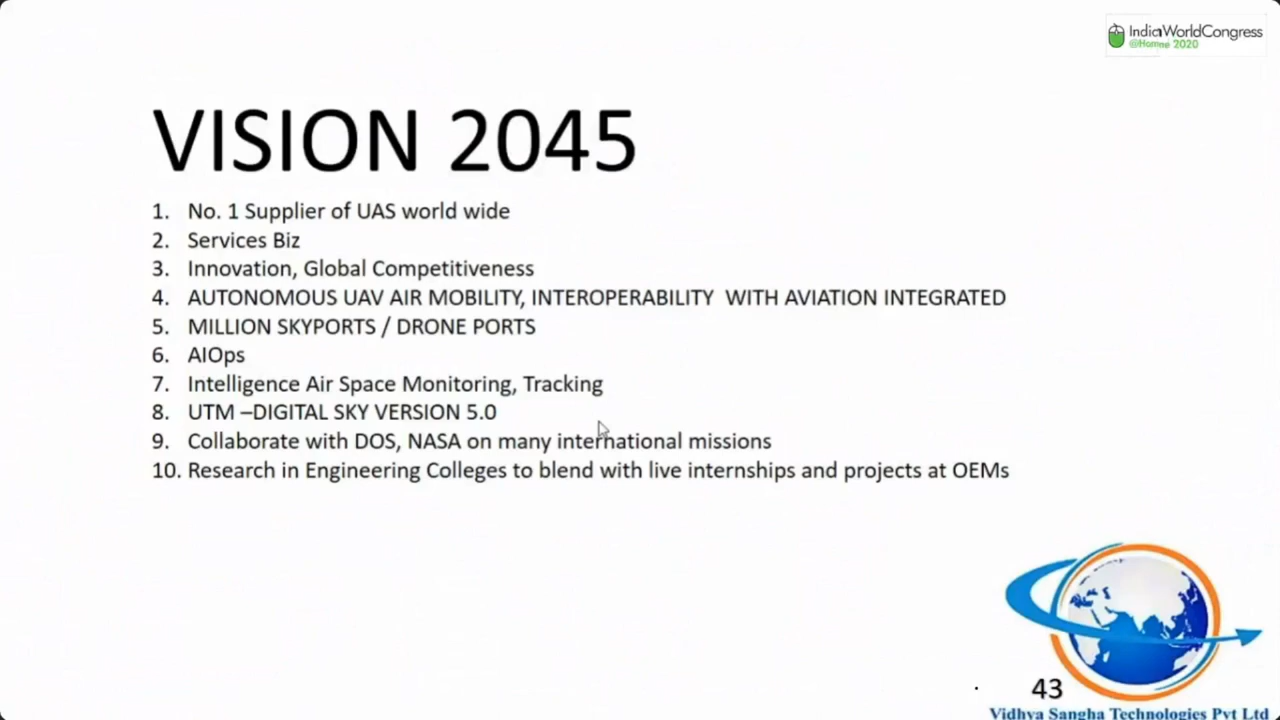 IndiaWorldCongress
@Home 2020
VISION 2045
1. No. 1 Supplier of UAS world wide
2. Services Biz
3. Innovation, Global Competitiveness
4. AUTONOMOUS UAV AIR MOBILITY, INTEROPERABILITY WITH AVIATION INTEGRATED
5. MILLION SKYPORTS / DRONE PORTS
6. AIOps
7. Intelligence Air Space Monitoring, Tracking
8. UTM –DIGITAL SKY VERSION 5.0
9. Collaborate with DOS, NASA on many international missions
10. Research in Engineering Colleges to blend with live internships and projects at OEMs
. 43
Vidhya Sangha Technologies Pvt Ltd